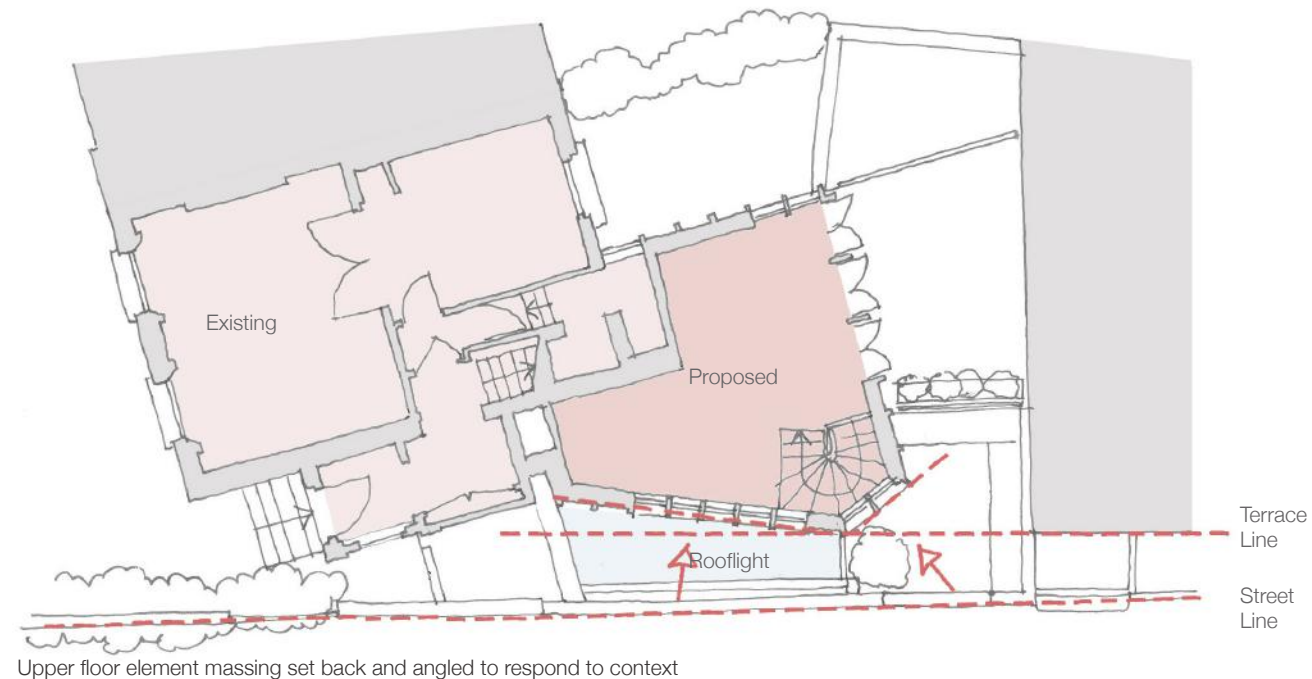 Existing
Proposed
Rooflight
Terrace
Line
Street
Line
Upper floor element massing set back and angled to respond to context